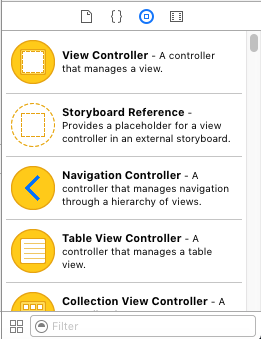 View Controller - A controller
that manages a view.
Storyboard Reference -
Provides a placeholder for a view
controller in an external storyboard.
Navigation Controller - A
controller that manages navigation
through a hierarchy of views.
Table View Controller - A
controller that manages a table
view.
Collection View Controller - A
Filter